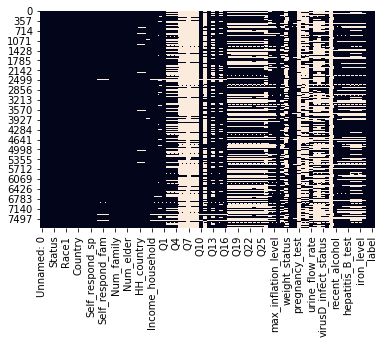 0
357
714
1071
1428
1785
2142
2499
2856
3213
3570
3927
4284
4641
4998
5355
5712
6069
6426
6783
7140
7497
Unnamed: 0
Status
Race1
Country
Self_respond_sp
Self_respond_fam
Num_family
Num_elder
HH_country
Income_household
Q1
Q4
Q7
Q10
Q13
Q16
Q19
Q22
Q25
max_inflation_level
weight_status
pregnancy_test
urine_flow_rate
virusD_infect_status
recent_alcohol
hepatitis_B_test
iron_level
label